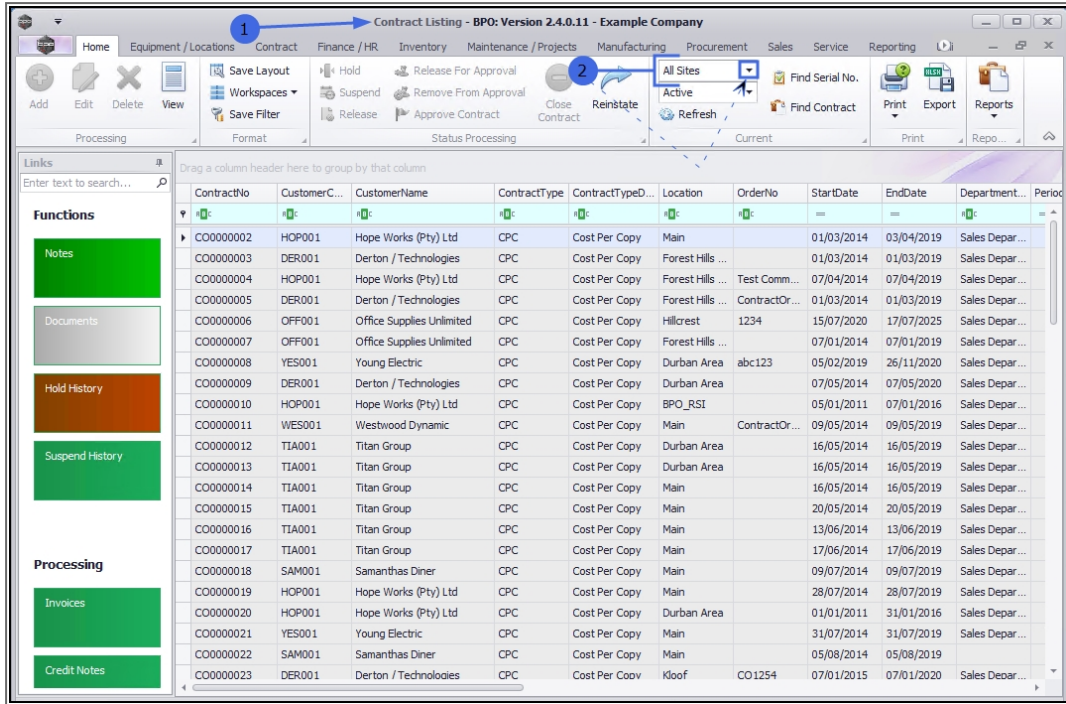 1
Contract Listing - BPO: Version 2.4.0.11 - Example Company
Home Equipment / Locations Contract Finance / HR Inventory Maintenance / Projects Manufacturing Procurement Sales Service Reporting
Add Edit Delete View
Processing
Save Layout
Workspaces
Save Filter
Format
Hold Release For Approval
Suspend Remove From Approval
Release Approve Contract
Close Contract
Reinstate
Status Processing
2
All Sites
Active
Refresh
Find Serial No.
Find Contract
Current
Print Export
Print
Reports
Repo...
Links
Enter text to search...
Functions
Notes
Documents
Hold History
Suspend History
Processing
Invoices
Credit Notes
Drag a column header here to group by that column
ContractNo CustomerC... CustomerName ContractType ContractTypeD... Location OrderNo StartDate EndDate Department... Period
CO0000002 HOP001 Hope Works (Pty) Ltd CPC Cost Per Copy Main 01/03/2014 03/04/2019 Sales Depar...
CO0000003 DER001 Derton / Technologies CPC Cost Per Copy Forest Hills ... 01/03/2014 01/03/2019 Sales Depar...
CO0000004 HOP001 Hope Works (Pty) Ltd CPC Cost Per Copy Forest Hills ... Test Comm... 07/04/2014 07/04/2019 Sales Depar...
CO0000005 DER001 Derton / Technologies CPC Cost Per Copy Forest Hills ... ContractOr... 01/03/2014 01/03/2019 Sales Depar...
CO0000006 OFF001 Office Supplies Unlimited CPC Cost Per Copy Hillcrest 1234 15/07/2020 17/07/2025 Sales Depar...
CO0000007 OFF001 Office Supplies Unlimited CPC Cost Per Copy Forest Hills ... 07/01/2014 07/01/2019 Sales Depar...
CO0000008 YES001 Young Electric CPC Cost Per Copy Durban Area abc123 05/02/2019 26/11/2020 Sales Depar...
CO0000009 DER001 Derton / Technologies CPC Cost Per Copy Durban Area 07/05/2014 07/05/2020 Sales Depar...
CO0000010 HOP001 Hope Works (Pty) Ltd CPC Cost Per Copy BPO_RSI 05/01/2011 07/01/2016 Sales Depar...
CO0000011 WES001 Westwood Dynamic CPC Cost Per Copy Main ContractOr... 09/05/2014 09/05/2019 Sales Depar...
CO0000012 TIA001 Titan Group CPC Cost Per Copy Durban Area 16/05/2014 16/05/2019 Sales Depar...
CO0000013 TIA001 Titan Group CPC Cost Per Copy Durban Area 16/05/2014 16/05/2019 Sales Depar...
CO0000014 TIA001 Titan Group CPC Cost Per Copy Main 16/05/2014 16/05/2019 Sales Depar...
CO0000015 TIA001 Titan Group CPC Cost Per Copy Main 20/05/2014 20/05/2019 Sales Depar...
CO0000016 TIA001 Titan Group CPC Cost Per Copy Main 13/06/2014 13/06/2019 Sales Depar...
CO0000017 TIA001 Titan Group CPC Cost Per Copy Main 17/06/2014 17/06/2019 Sales Depar...
CO0000018 SAM001 Samanthas Diner CPC Cost Per Copy Main 09/07/2014 09/07/2019 Sales Depar...
CO0000019 HOP001 Hope Works (Pty) Ltd CPC Cost Per Copy Main 28/07/2014 28/07/2019 Sales Depar...
CO0000020 HOP001 Hope Works (Pty) Ltd CPC Cost Per Copy Durban Area 01/01/2011 31/01/2016 Sales Depar...
CO0000021 YES001 Young Electric CPC Cost Per Copy Main 31/07/2014 31/07/2019 Sales Depar...
CO0000022 SAM001 Samanthas Diner CPC Cost Per Copy Main 05/08/2014 05/08/2019
CO0000023 DER001 Derton / Technologies CPC Cost Per Copy Kloof CO1254 07/01/2015 07/01/2020 Sales Depar...